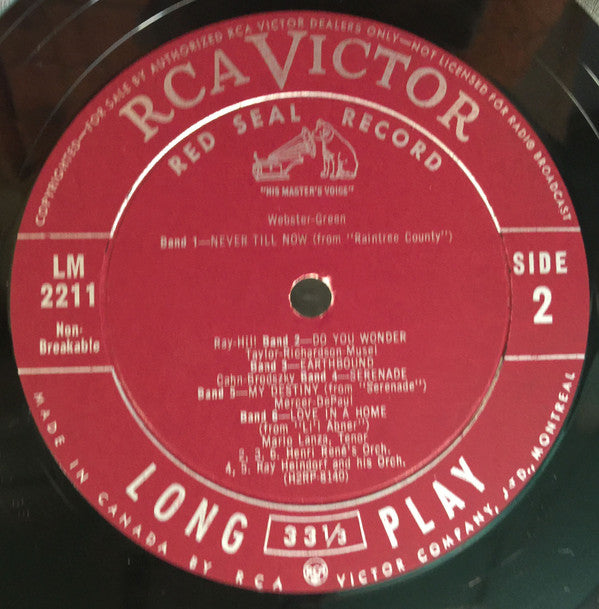 (COPYRIGHTED—FOR SALE BY AUTHORIZED RCA VICTOR DEALERS ONLY—NOT LICENSED FOR RADIO BROADCAST
RCA VICTOR
RED SEAL RECORD
"HIS MASTER'S VOICE"
Webster-Green
Band 1—NEVER TILL NOW (from "Raintree County")
LM
2211
Non-
Breakable
SIDE
2
Ray-Hill Band 2—DO YOU WONDER
Taylor-Richardson-Musel
Band 3—EARTHBOUND
Cahn-Brodszky Band 4—SERENADE
Band 5—MY DESTINY (from "Serenade")
Mercer-DePaul
Band 6—LOVE IN A HOME
(from "Li'l Abner")
Mario Lanza, Tenor
2, 3, 6, Henri René's Orch.
4, 5, Ray Heindorf and his Orch.
(H2RP-8140)
LONG 33⅓ PLAY
MADE IN CANADA BY RCA VICTOR COMPANY, LTD., MONTREAL